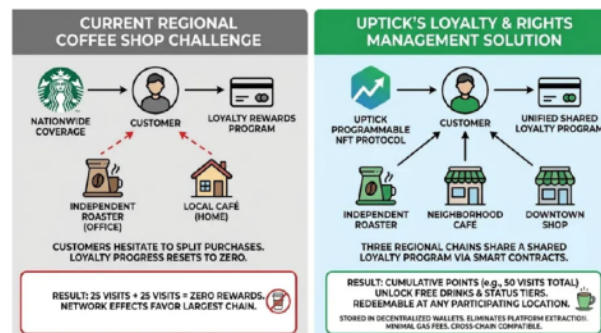 CURRENT REGIONAL
COFFEE SHOP CHALLENGE
NATIONWIDE
COVERAGE
CUSTOMER
LOYALTY REWARDS
PROGRAM
INDEPENDENT
ROASTER
(OFFICE)
LOCAL CAFÉ
(HOME)
CUSTOMERS HESITATE TO SPLIT PURCHASES.
LOYALTY PROGRESS RESETS TO ZERO.
RESULT: 25 VISITS + 25 VISITS = ZERO REWARDS.
NETWORK EFFECTS FAVOR LARGEST CHAIN.
UPTICK'S LOYALTY & RIGHTS
MANAGEMENT SOLUTION
UPTICK
PROGRAMMABLE
NFT PROTOCOL
CUSTOMER
UNIFIED SHARED
LOYALTY PROGRAM
INDEPENDENT
ROASTER
NEIGHBORHOOD
CAFÉ
DOWNTOWN
SHOP
THREE REGIONAL CHAINS SHARE A SHARED
LOYALTY PROGRAM VIA SMART CONTRACTS.
RESULT: CUMULATIVE POINTS (e.g., 50 VISITS TOTAL)
UNLOCK FREE DRINKS & STATUS TIERS.
REDEEMABLE AT ANY PARTICIPATING LOCATION.
STORED IN DECENTRALIZED WALLETS. ELIMINATES PLATFORM EXTRACTION.
MINIMAL GAS FEES. CROSS-CHAIN COMPATIBLE.